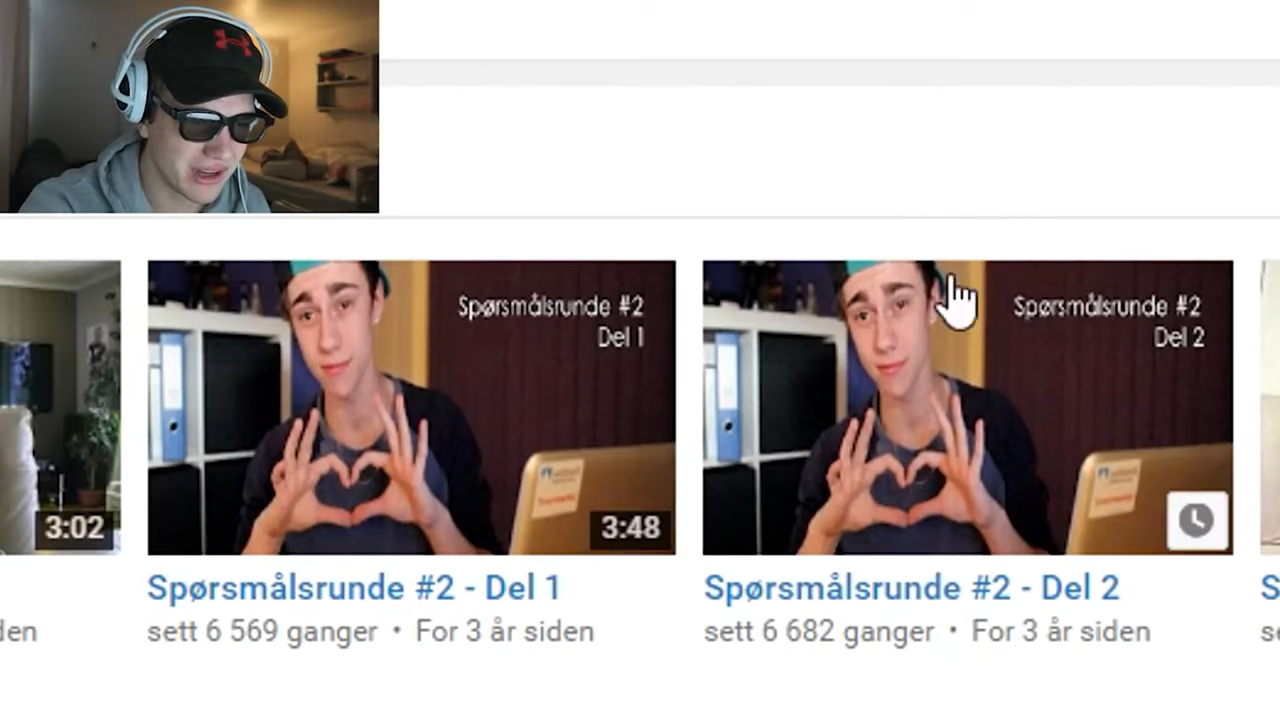 Spørsmålsrunde #2
Del 1
Spørsmålsrunde #2
Del 2
3:02
3:48
Spørsmålsrunde #2 - Del 1
Spørsmålsrunde #2 - Del 2
S
den
sett 6 569 ganger • For 3 år siden
sett 6 682 ganger • For 3 år siden
se